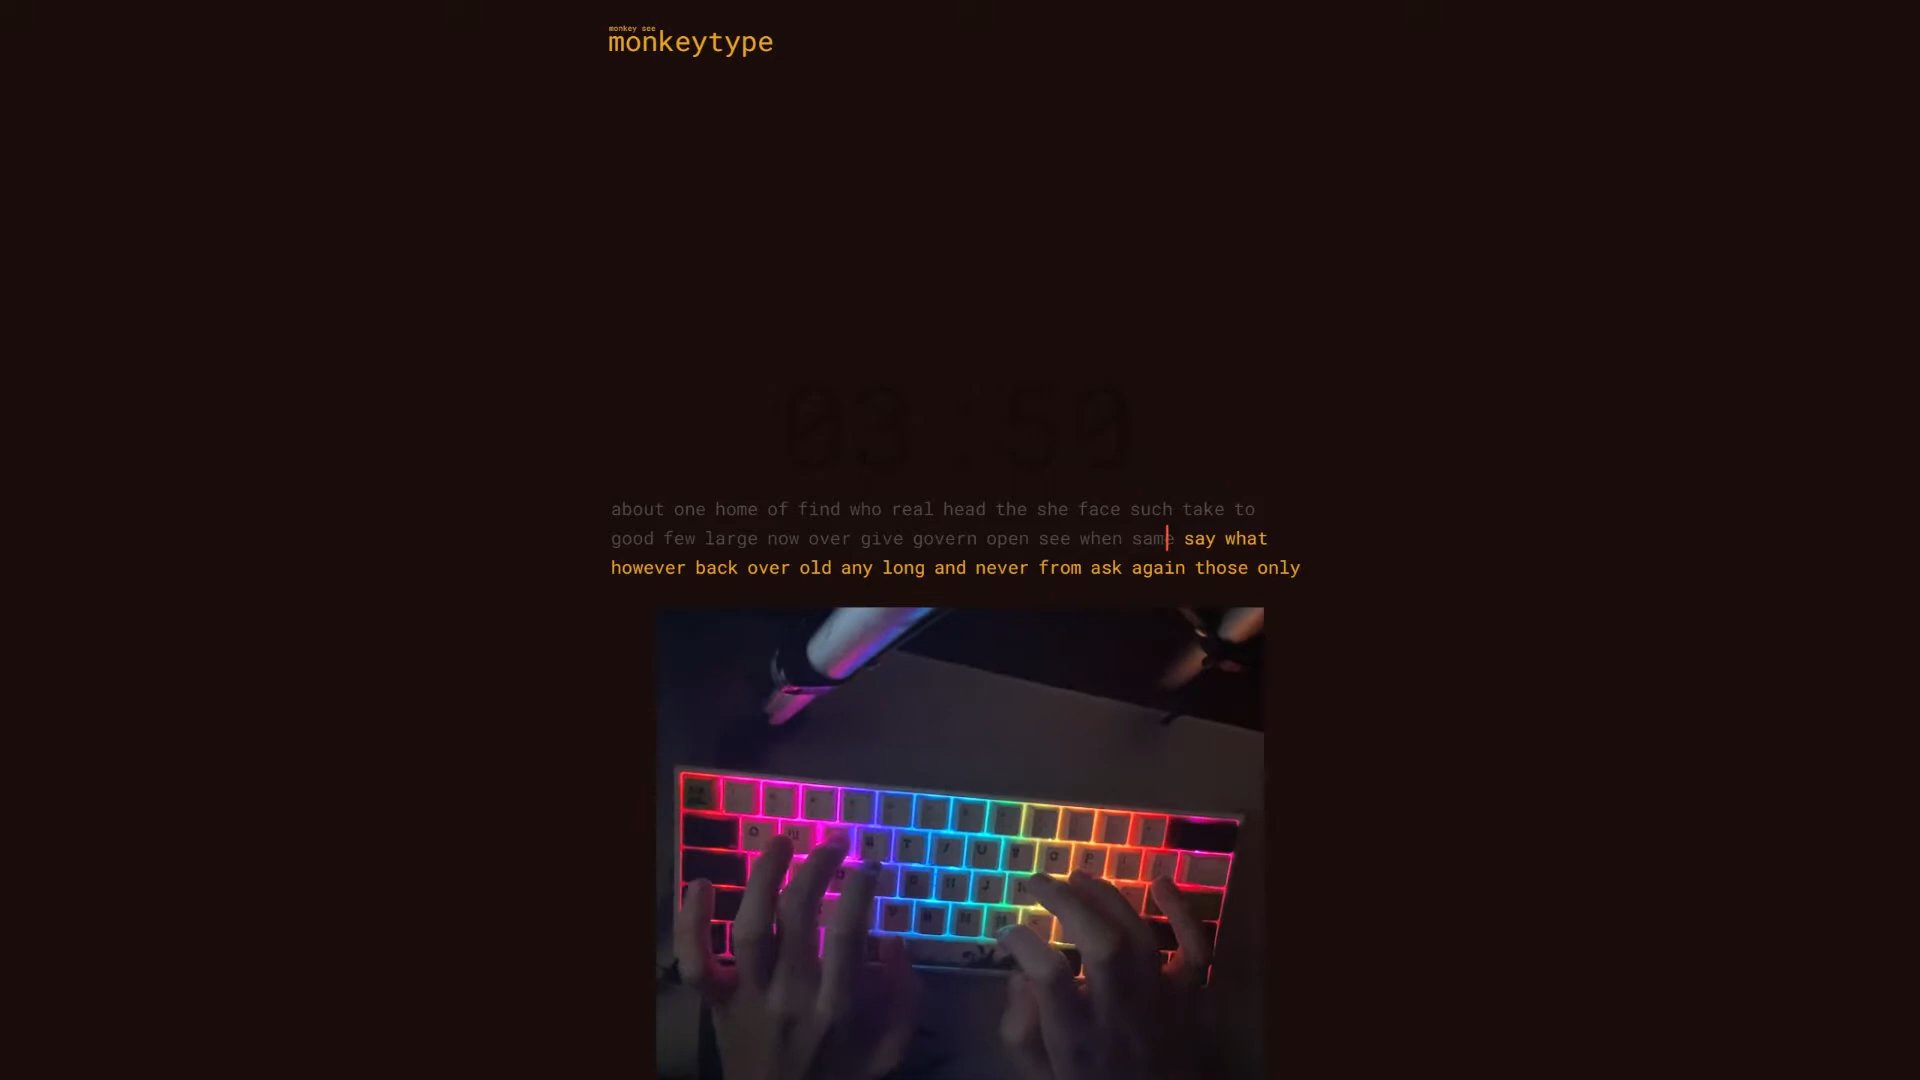 monkey see
monkeytype
03:50
about one home of find who real head the she face such take to
good few large now over give govern open see when same say what
however back over old any long and never from ask again those only